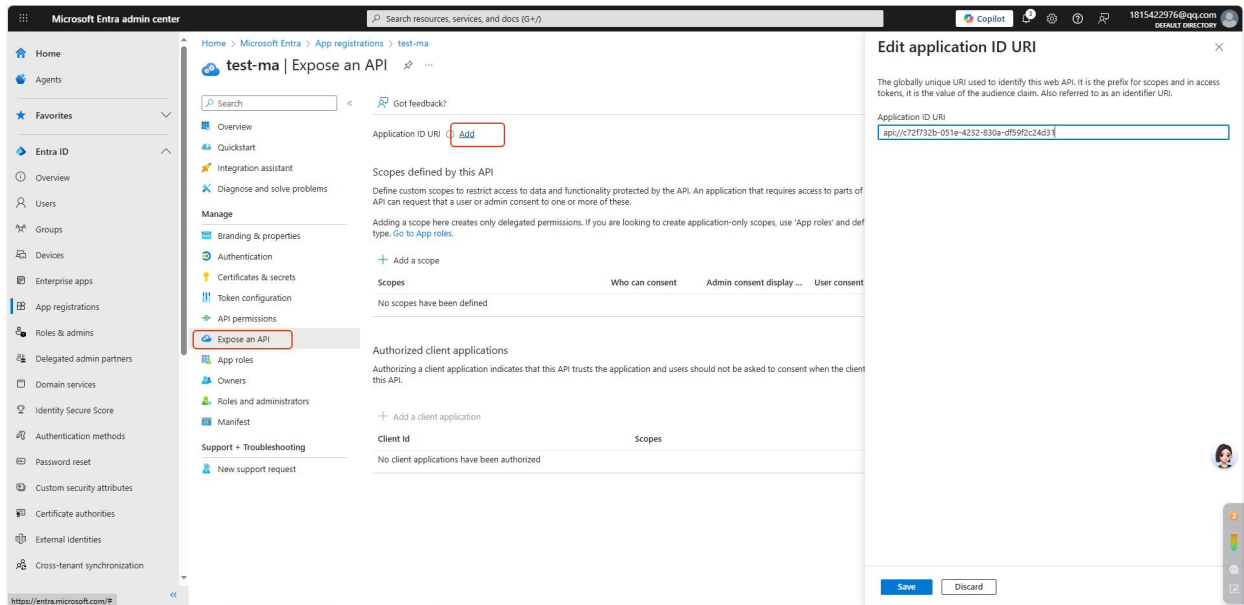 Microsoft Entra admin center
Search resources, services, and docs (G+/)
Copilot
3
1815422976@qq.com
DEFAULT DIRECTORY
Home
Agents
Favorites
Entra ID
Overview
Users
Groups
Devices
Enterprise apps
App registrations
Roles & admins
Delegated admin partners
Domain services
Identity Secure Score
Authentication methods
Password reset
Custom security attributes
Certificate authorities
External Identities
Cross-tenant synchronization
https://entra.microsoft.com/#
Home > Microsoft Entra > App registrations > test-ma
test-ma | Expose an API
Search
Overview
Quickstart
Integration assistant
Diagnose and solve problems
Manage
Branding & properties
Authentication
Certificates & secrets
Token configuration
API permissions
Expose an API
App roles
Owners
Roles and administrators
Manifest
Support + Troubleshooting
New support request
Got feedback?
Application ID URI Add
Scopes defined by this API
Define custom scopes to restrict access to data and functionality protected by the API. An application that requires access to parts of
API can request that a user or admin consent to one or more of these.
Adding a scope here creates only delegated permissions. If you are looking to create application-only scopes, use 'App roles' and def
type. Go to App roles.
Add a scope
Scopes Who can consent Admin consent display ... User consent
No scopes have been defined
Authorized client applications
Authorizing a client application indicates that this API trusts the application and users should not be asked to consent when the client
this API.
Add a client application
Client Id Scopes
No client applications have been authorized
Edit application ID URI
The globally unique URI used to identify this web API. It is the prefix for scopes and in access
tokens, it is the value of the audience claim. Also referred to as an identifier URI.
Application ID URI
api://c72f732b-051e-4232-830a-df59f2c24d31
Save Discard